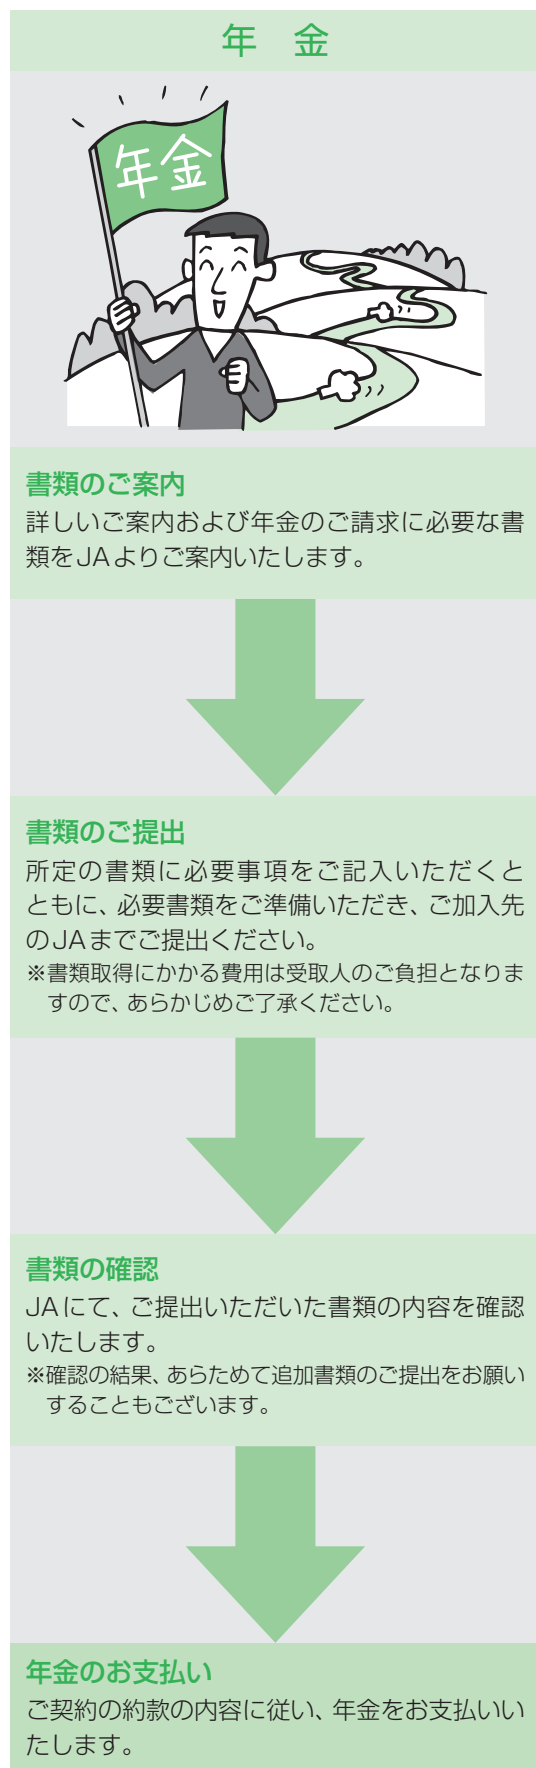 年　金
年金
書類のご案内
詳しいご案内および年金のご請求に必要な書
類をJAよりご案内いたします。
書類のご提出
所定の書類に必要事項をご記入いただくと
ともに、必要書類をご準備いただき、ご加入先
のJAまでご提出ください。
※書類取得にかかる費用は受取人のご負担となりま
すので、あらかじめご了承ください。
書類の確認
JAにて、ご提出いただいた書類の内容を確認
いたします。
※確認の結果、あらためて追加書類のご提出をお願い
することもございます。
年金のお支払い
ご契約の約款の内容に従い、年金をお支払いい
たします。